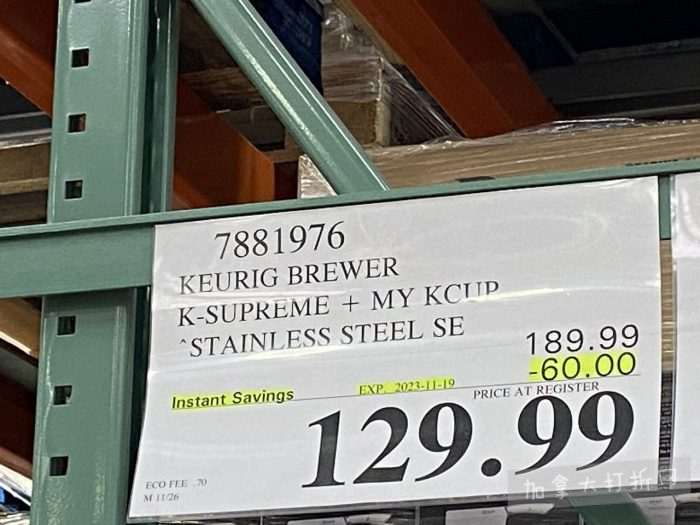 7881976
KEURIG BREWER
K-SUPREME + MY KCUP
^STAINLESS STEEL SE
189.99
-60.00
Instant Savings EXP. 2023-11-19 PRICE AT REGISTER
129.99
ECO FEE .70
M 11/26
加拿大打折网